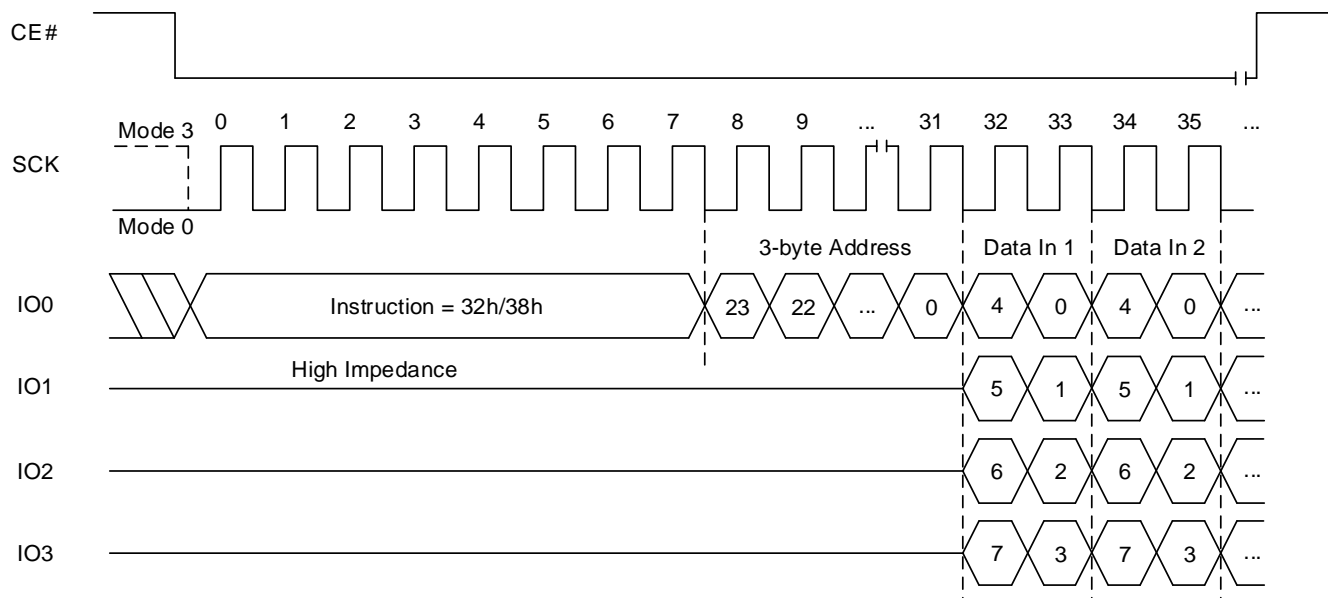 CE#
Mode 3 0 1 2 3 4 5 6 7 8 9 ... 31 32 33 34 35 ...
SCK
Mode 0
3-byte Address Data In 1 Data In 2
IO0 Instruction = 32h/38h 23 22 ... 0 4 0 4 0 ...
High Impedance
IO1 5 1 5 1 ...
IO2 6 2 6 2 ...
IO3 7 3 7 3 ...